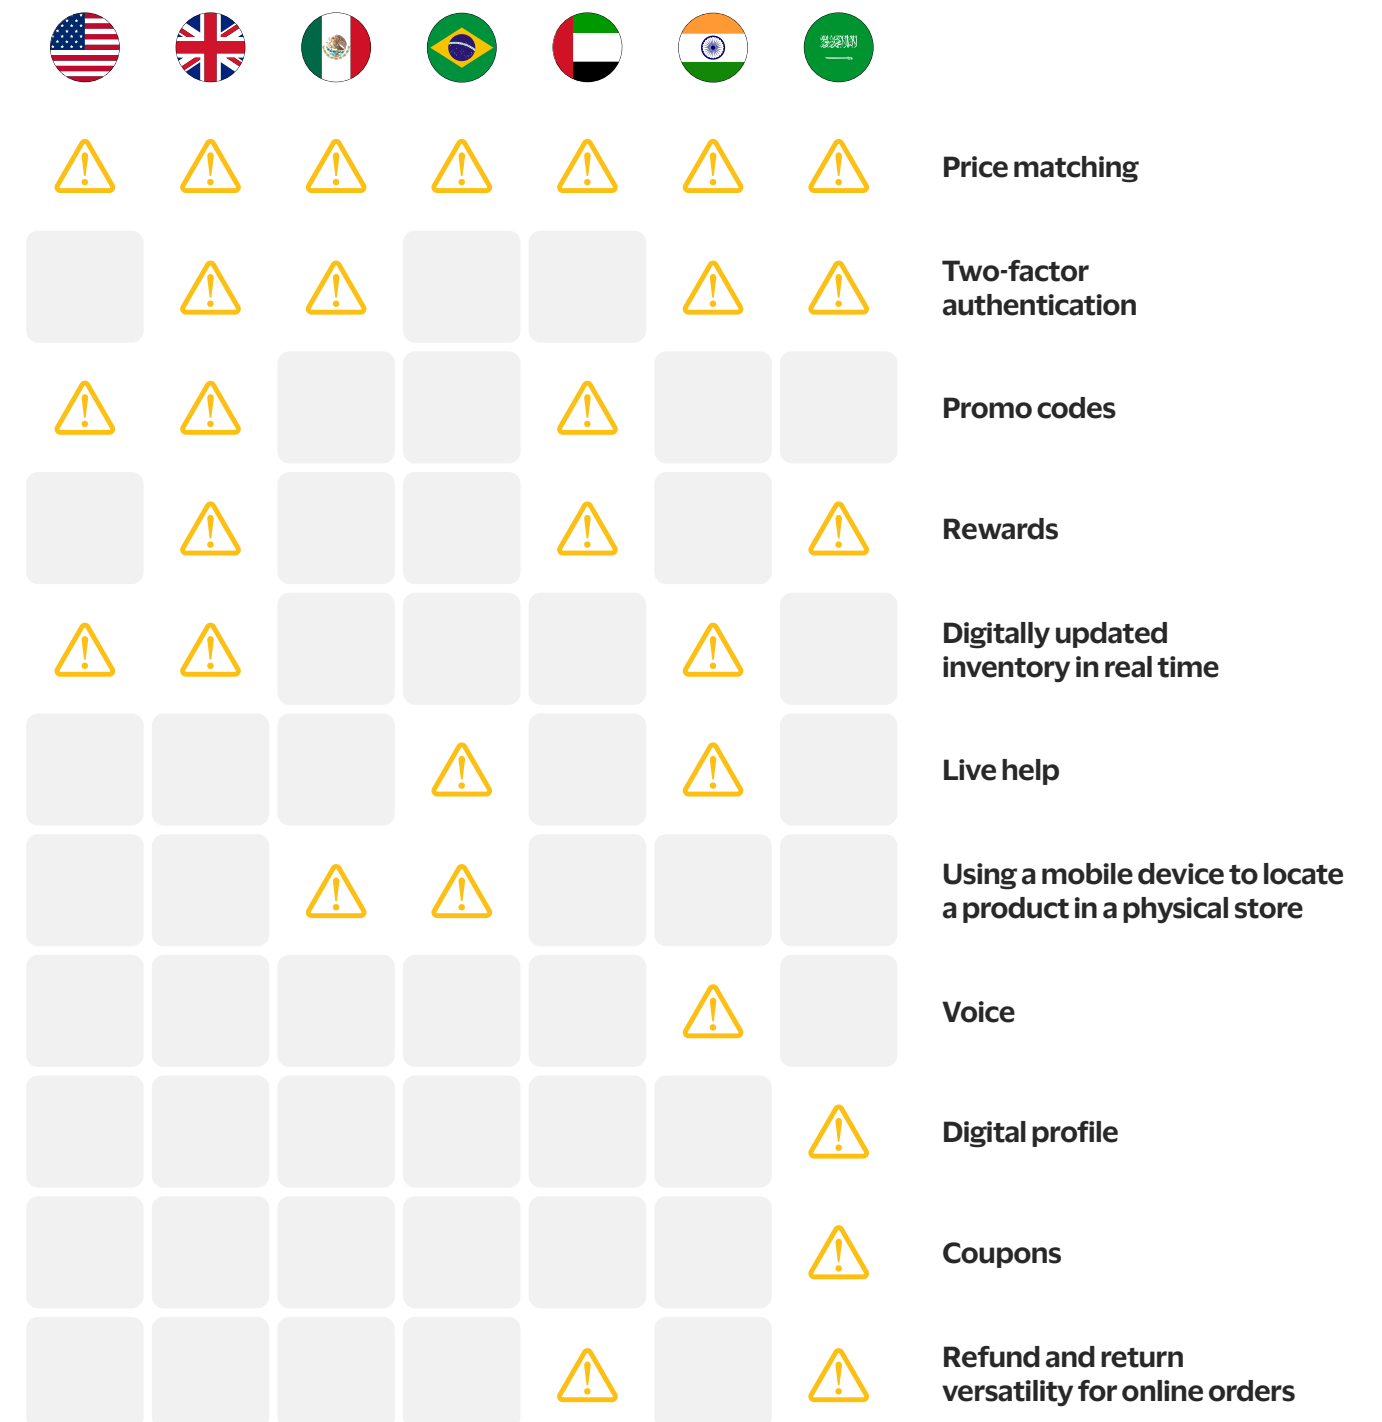 Price matching
Two-factor
authentication
Promo codes
Rewards
Digitally updated
inventory in real time
Live help
Using a mobile device to locate
a product in a physical store
Voice
Digital profile
Coupons
Refund and return
versatility for online orders